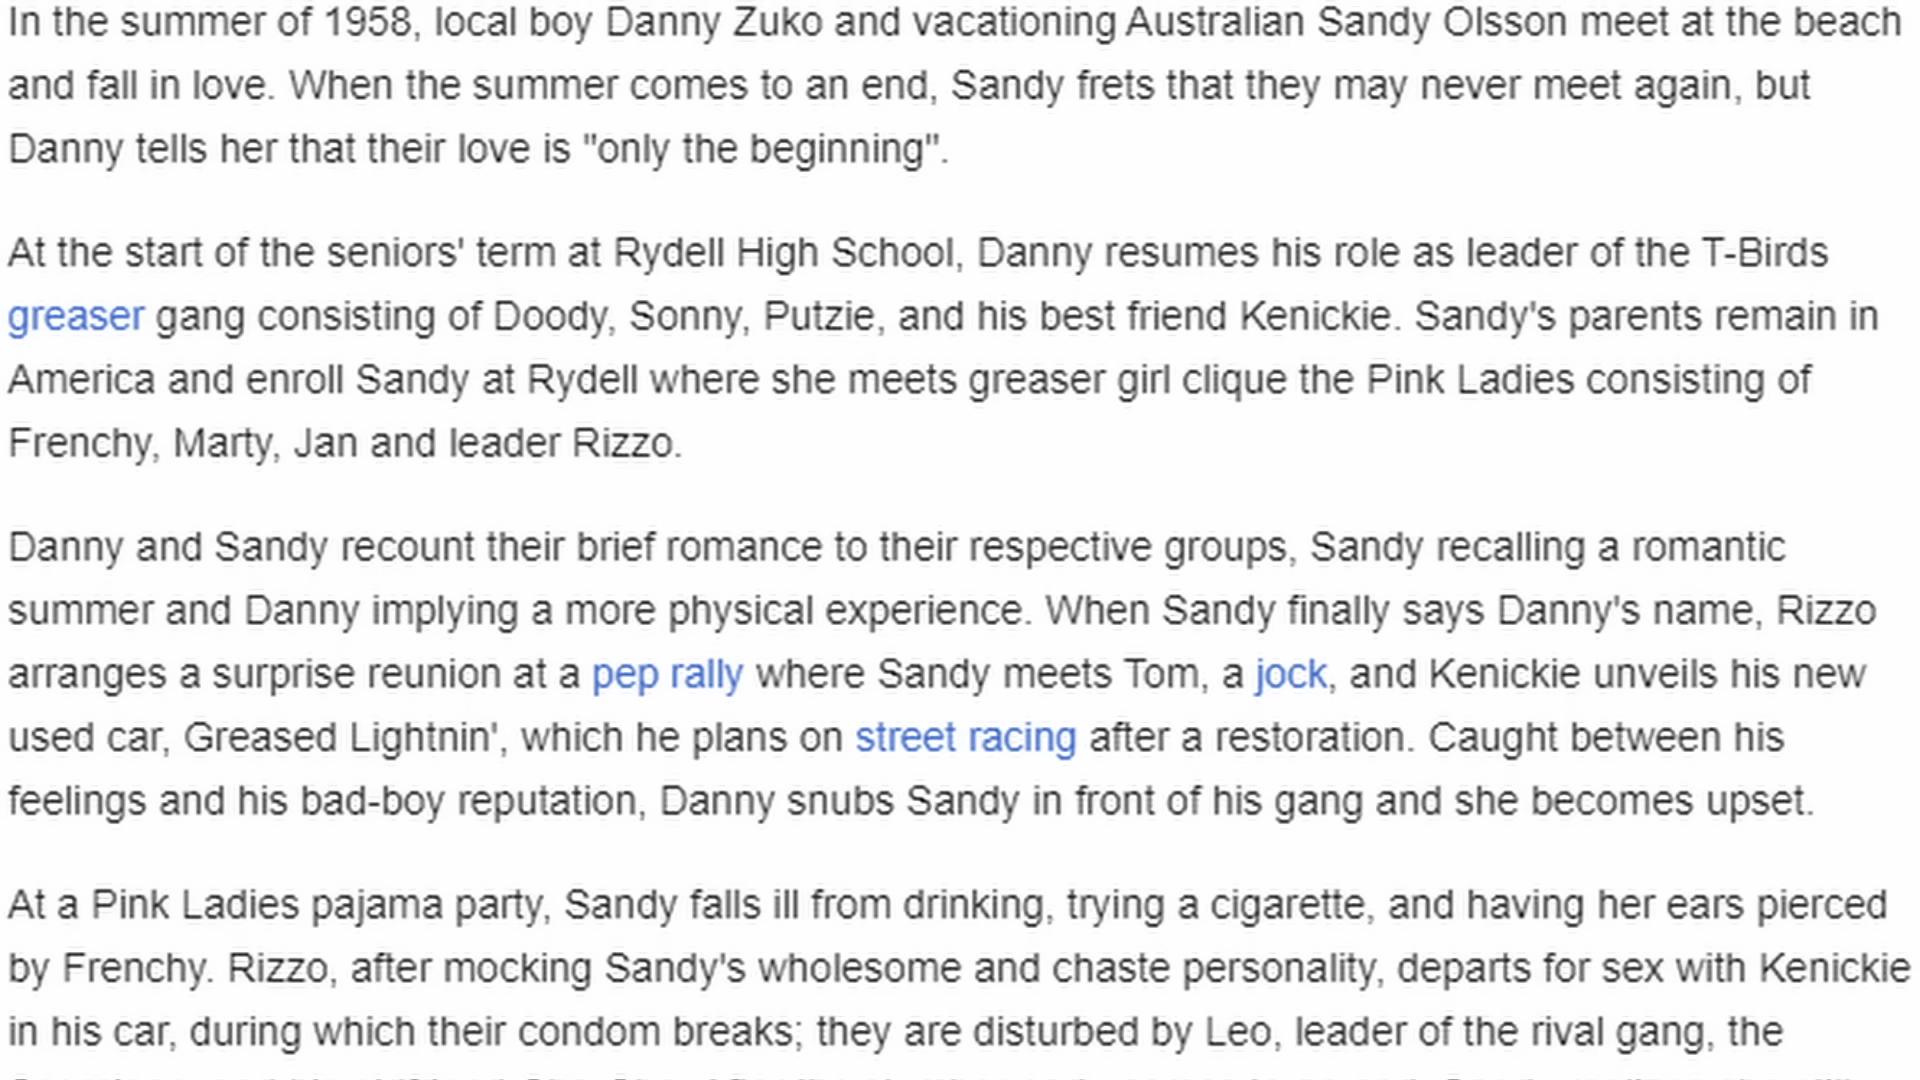 In the summer of 1958, local boy Danny Zuko and vacationing Australian Sandy Olsson meet at the beach
and fall in love. When the summer comes to an end, Sandy frets that they may never meet again, but
Danny tells her that their love is "only the beginning".
At the start of the seniors' term at Rydell High School, Danny resumes his role as leader of the T-Birds
greaser gang consisting of Doody, Sonny, Putzie, and his best friend Kenickie. Sandy's parents remain in
America and enroll Sandy at Rydell where she meets greaser girl clique the Pink Ladies consisting of
Frenchy, Marty, Jan and leader Rizzo.
Danny and Sandy recount their brief romance to their respective groups, Sandy recalling a romantic
summer and Danny implying a more physical experience. When Sandy finally says Danny's name, Rizzo
arranges a surprise reunion at a pep rally where Sandy meets Tom, a jock, and Kenickie unveils his new
used car, Greased Lightnin', which he plans on street racing after a restoration. Caught between his
feelings and his bad-boy reputation, Danny snubs Sandy in front of his gang and she becomes upset.
At a Pink Ladies pajama party, Sandy falls ill from drinking, trying a cigarette, and having her ears pierced
by Frenchy. Rizzo, after mocking Sandy's wholesome and chaste personality, departs for sex with Kenickie
in his car, during which their condom breaks; they are disturbed by Leo, leader of the rival gang, the